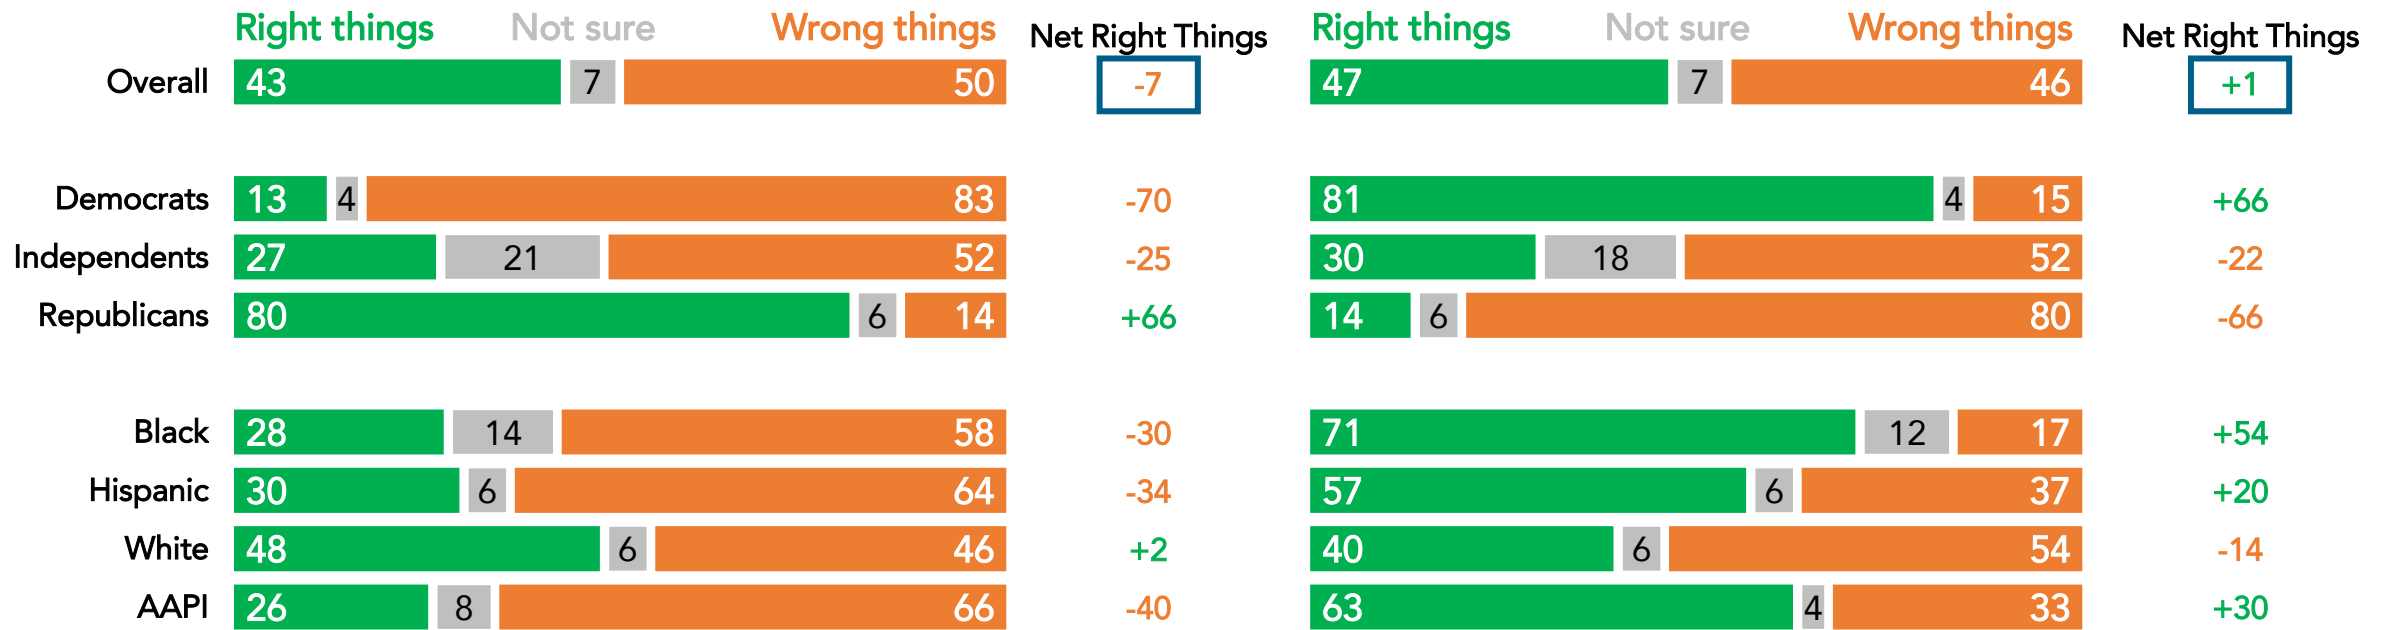 Right things Not sure Wrong things Net Right Things Right things Not sure Wrong things Net Right Things
Overall 43 7 50 -7 47 7 46 +1
Democrats 13 4 83 -70 81 4 15 +66
Independents 27 21 52 -25 30 18 52 -22
Republicans 80 6 14 +66 14 6 80 -66
Black 28 14 58 -30 71 12 17 +54
Hispanic 30 6 64 -34 57 6 37 +20
White 48 6 46 +2 40 6 54 -14
AAPI 26 8 66 -40 63 4 33 +30